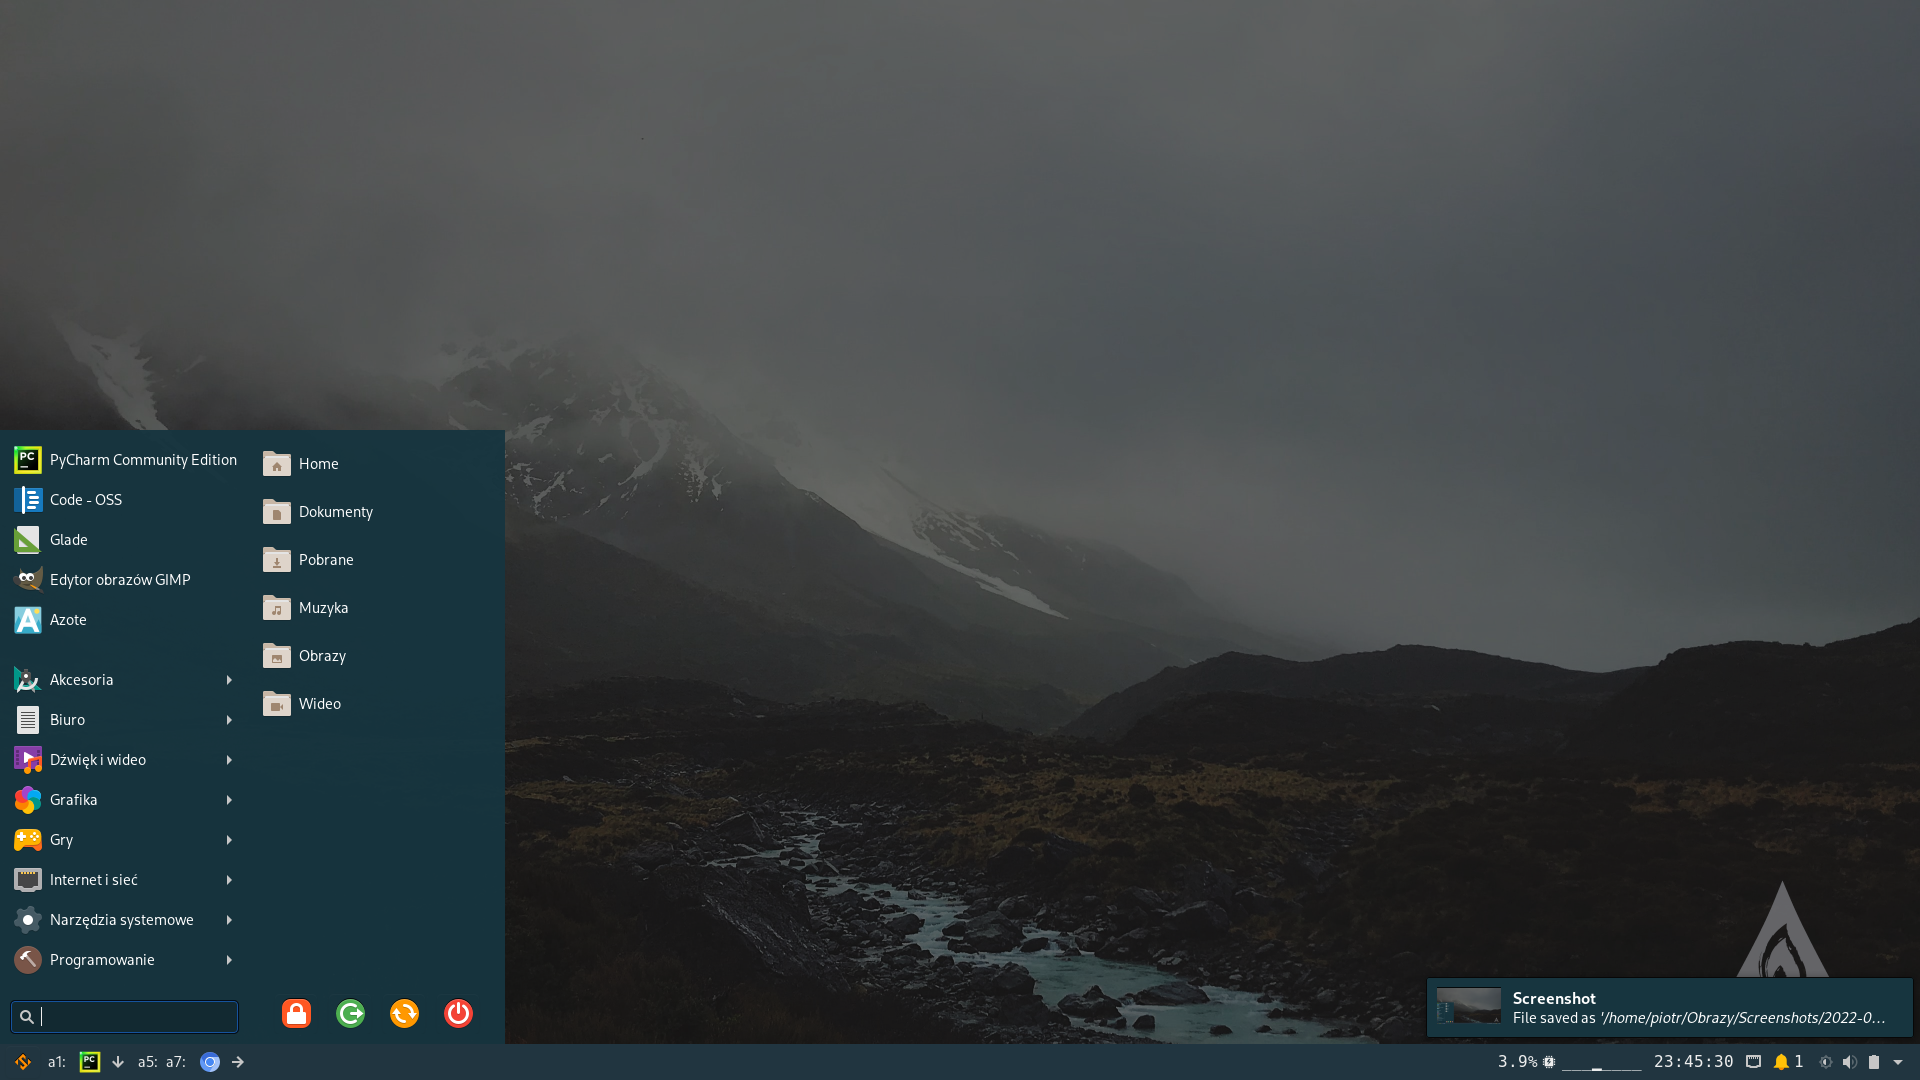 PyCharm Community Edition
Code - OSS
Glade
Edytor obrazów GIMP
Azote
Akcesoria
Biuro
Dźwięk i wideo
Grafika
Gry
Internet i sieć
Narzędzia systemowe
Programowanie
Home
Dokumenty
Pobrane
Muzyka
Obrazy
Wideo
Screenshot
File saved as '/home/piotr/Obrazy/Screenshots/2022-0…
a1: PC a5: a7: 3.9% 23:45:30 1